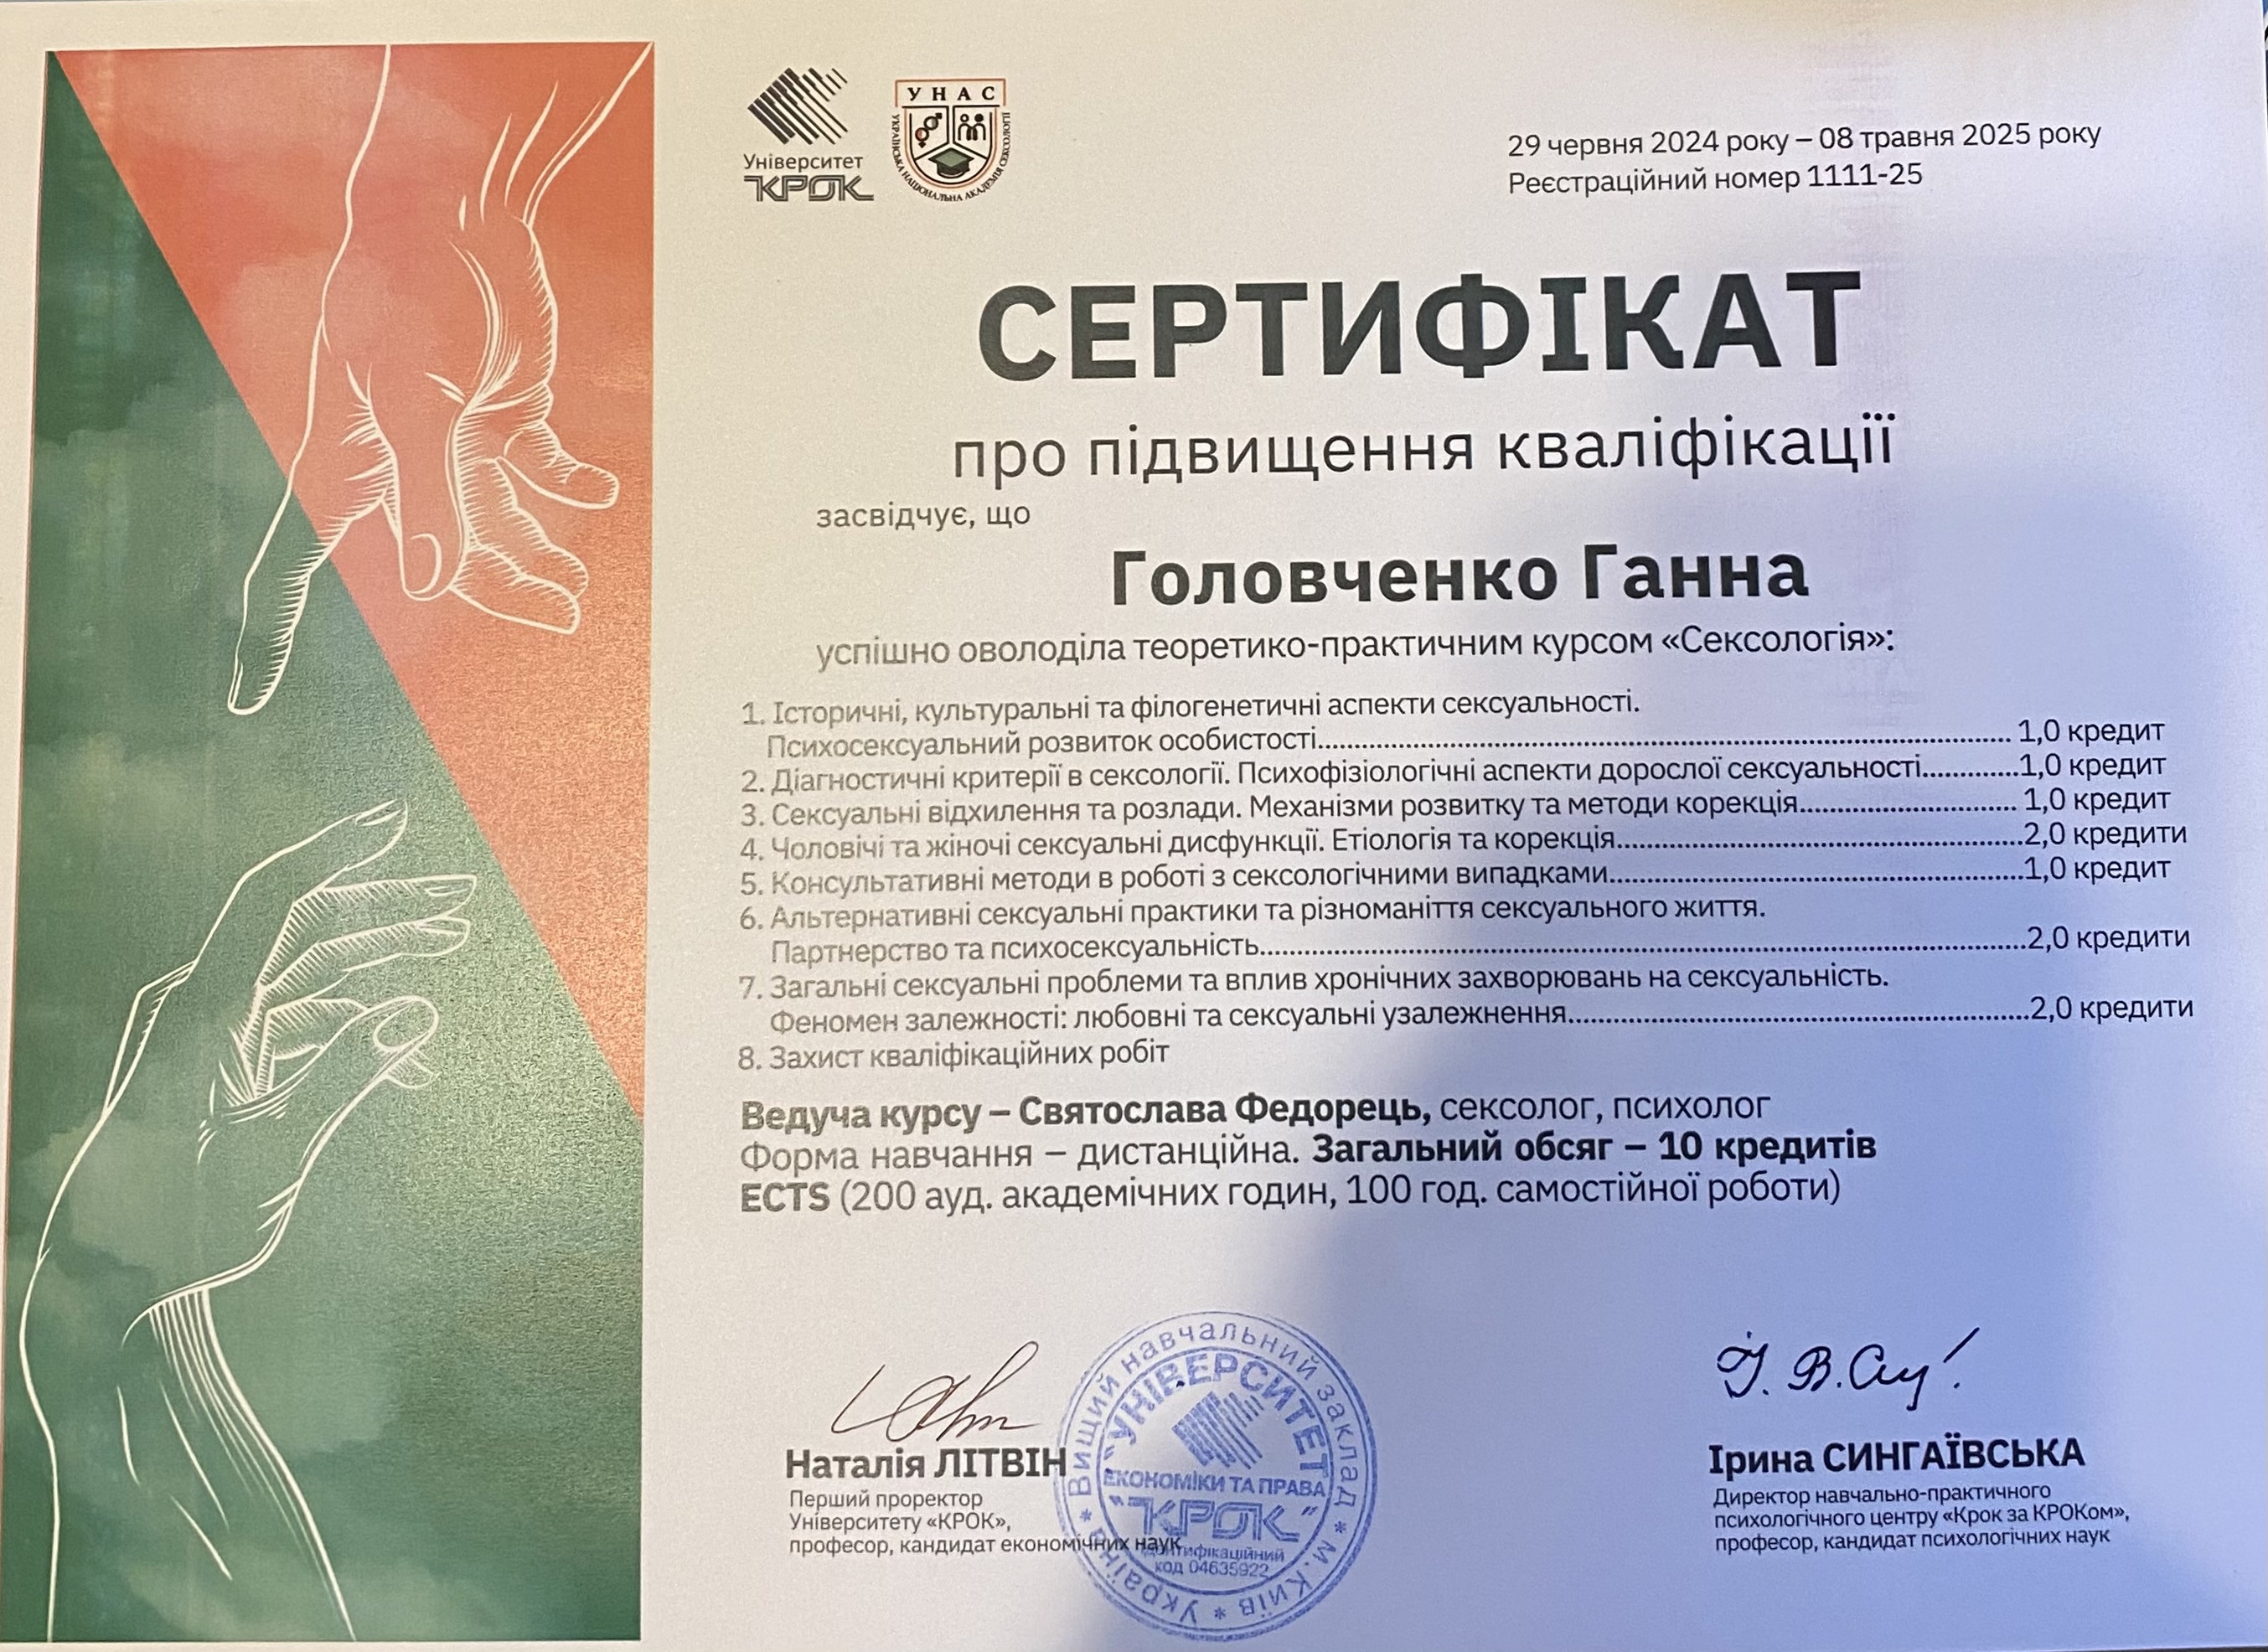 Університет
КРОК
УНАС
УКРАЇНСЬКА НАЦІОНАЛЬНА АКАДЕМІЯ СЕКСОЛОГІЇ
29 червня 2024 року – 08 травня 2025 року
Реєстраційний номер 1111-25
СЕРТИФІКАТ
про підвищення кваліфікації
засвідчує, що
Головченко Ганна
успішно оволоділа теоретико-практичним курсом «Сексологія»:
1. Історичні, культуральні та філогенетичні аспекти сексуальності.
Психосексуальний розвиток особистості........ 1,0 кредит
2. Діагностичні критерії в сексології. Психофізіологічні аспекти дорослої сексуальності........1,0 кредит
3. Сексуальні відхилення та розлади. Механізми розвитку та методи корекція........ 1,0 кредит
4. Чоловічі та жіночі сексуальні дисфункції. Етіологія та корекція........2,0 кредити
5. Консультативні методи в роботі з сексологічними випадками........1,0 кредит
6. Альтернативні сексуальні практики та різноманіття сексуального життя.
Партнерство та психосексуальність........2,0 кредити
7. Загальні сексуальні проблеми та вплив хронічних захворювань на сексуальність.
Феномен залежності: любовні та сексуальні узалежнення........2,0 кредити
8. Захист кваліфікаційних робіт
Ведуча курсу – Святослава Федорець, сексолог, психолог
Форма навчання – дистанційна. Загальний обсяг – 10 кредитів
ECTS (200 ауд. академічних годин, 100 год. самостійної роботи)
Наталія ЛІТВІН
Перший проректор
Університету «КРОК»,
професор, кандидат економічних наук
Україна * Вищий навчальний заклад * м. Київ *
"УНІВЕРСИТЕТ
ЕКОНОМІКИ ТА ПРАВА
"КРОК"
Ідентифікаційний
код 04635922
Ірина СИНГАЇВСЬКА
Директор навчально-практичного
психологічного центру «Крок за КРОКом»,
професор, кандидат психологічних наук